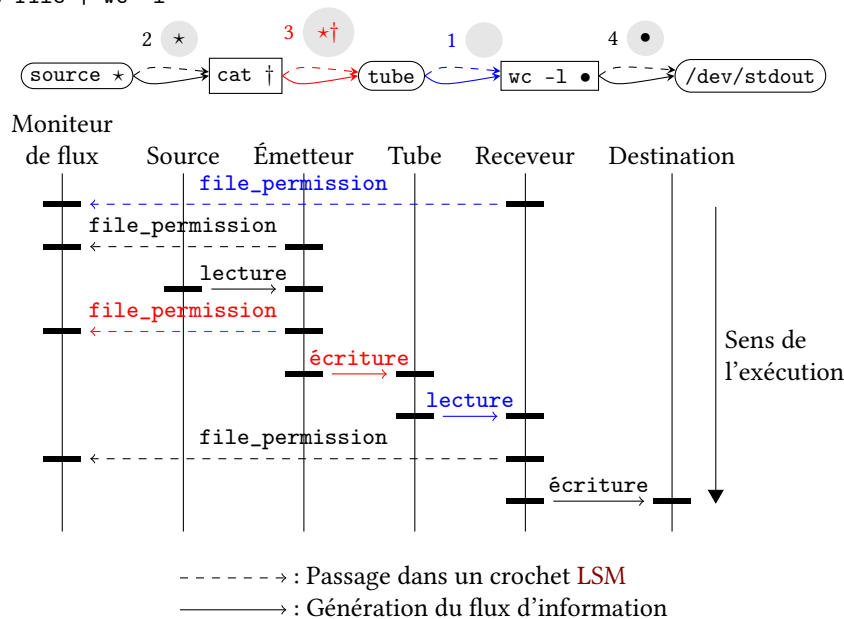 2 ⋆ 3 ⋆† 1 4 •
source ⋆ cat † tube wc -l • /dev/stdout
Moniteur
de flux Source Émetteur Tube Receveur Destination
file_permission
file_permission
lecture
file_permission
Sens de
écriture
l'exécution
lecture
file_permission
écriture
: Passage dans un crochet LSM
: Génération du flux d'information